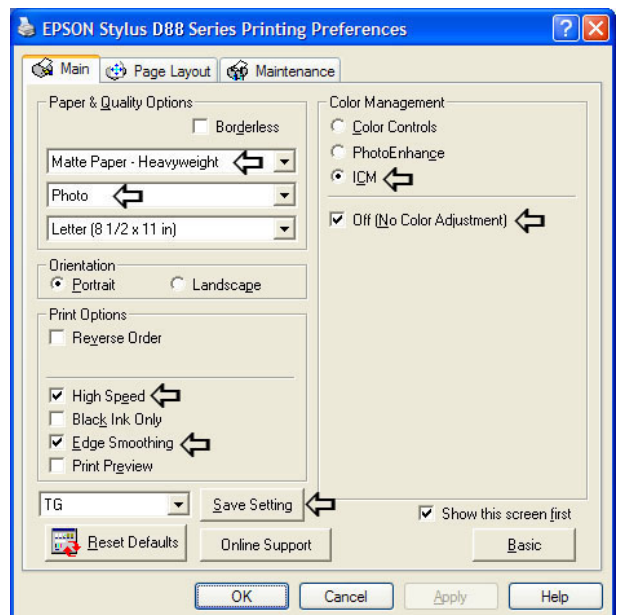 EPSON Stylus D88 Series Printing Preferences
Main
Page Layout
Maintenance
Paper & Quality Options
Borderless
Matte Paper - Heavyweight
Photo
Letter (8 1/2 x 11 in)
Orientation
Portrait
Landscape
Print Options
Reverse Order
High Speed
Black Ink Only
Edge Smoothing
Print Preview
TG
Save Setting
Reset Defaults
Online Support
Color Management
Color Controls
PhotoEnhance
ICM
Off (No Color Adjustment)
Show this screen first
Basic
OK
Cancel
Apply
Help